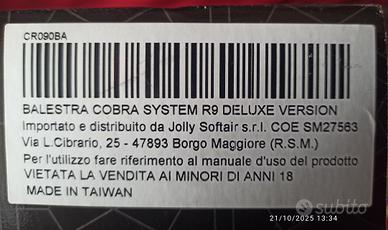 CR090BA
BALESTRA COBRA SYSTEM R9 DELUXE VERSION
Importato e distribuito da Jolly Softair s.r.l. COE SM27563
Via L.Cibrario, 25 - 47893 Borgo Maggiore (R.S.M.)
Per l'utilizzo fare riferimento al manuale d'uso del prodotto
VIETATA LA VENDITA AI MINORI DI ANNI 18
MADE IN TAIWAN
subito
21/10/2025 13:34